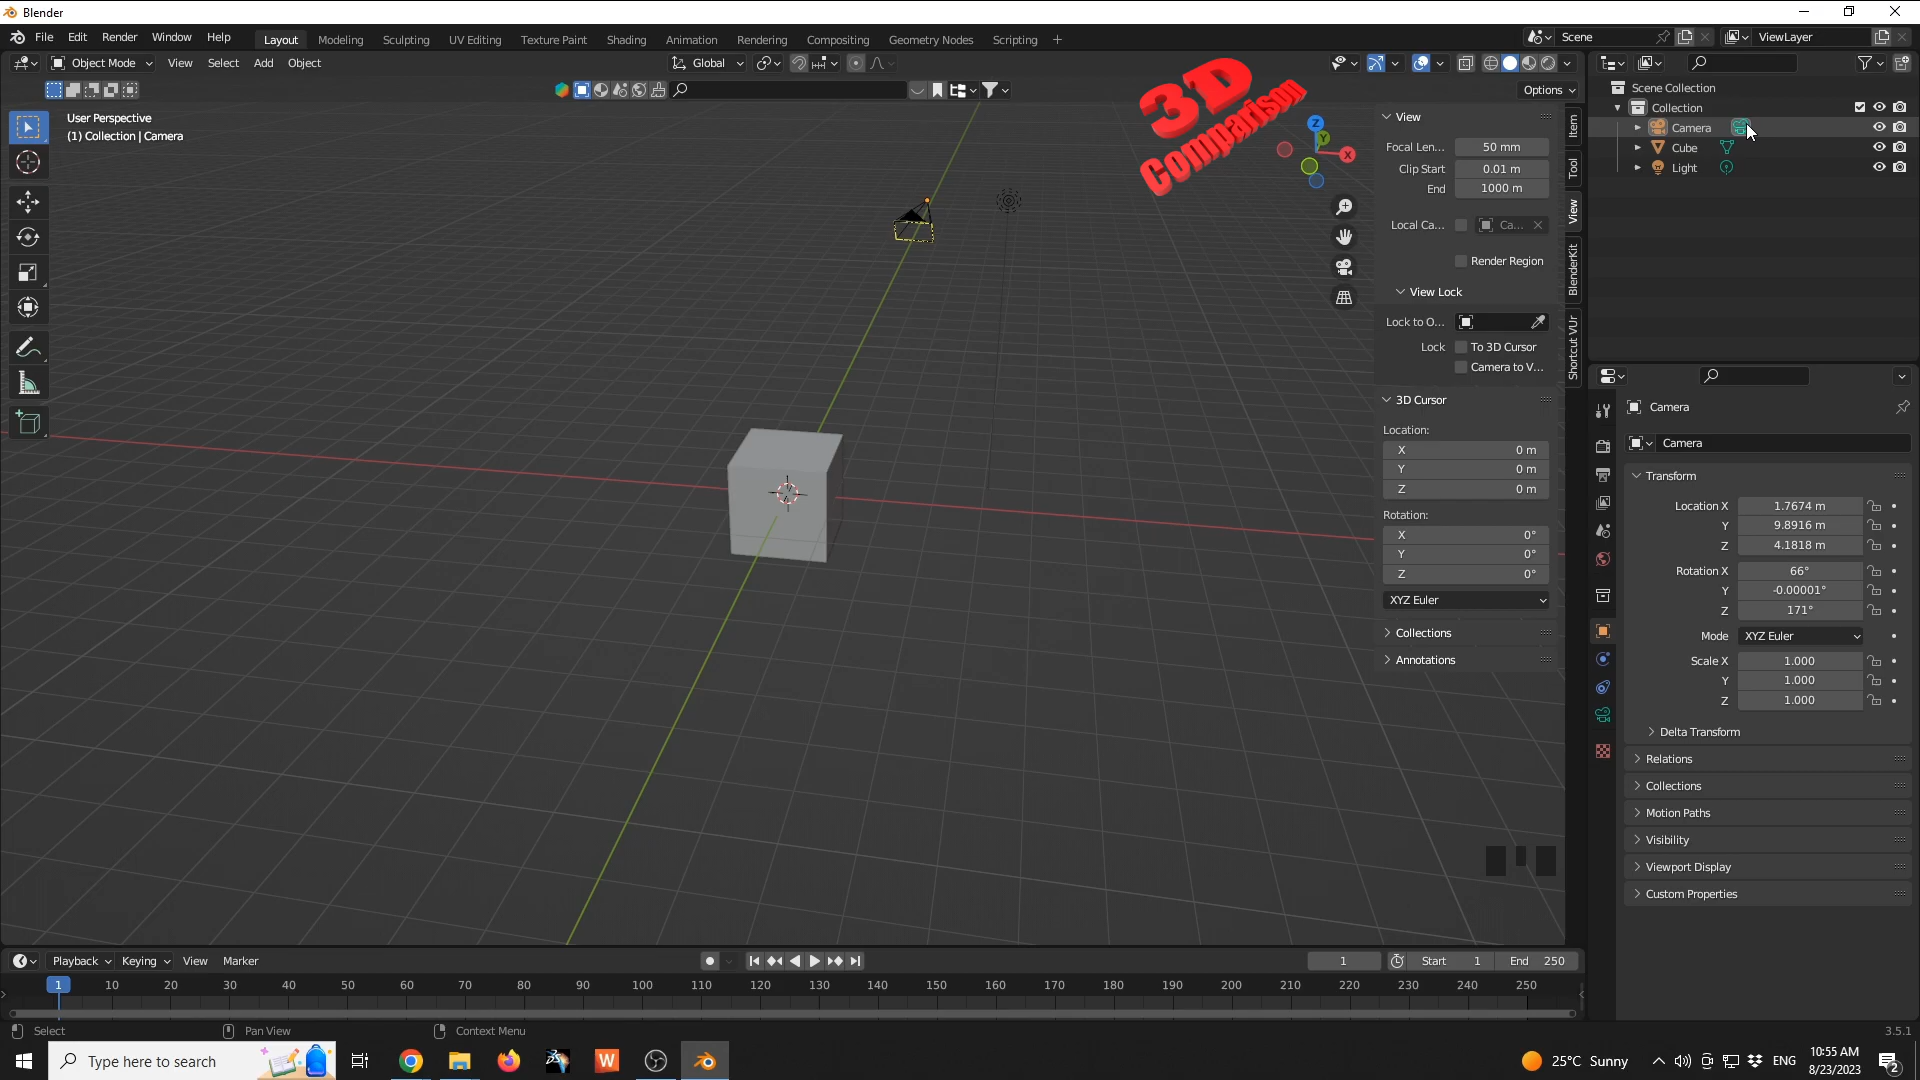 Blender
File Edit Render Window Help
Layout Modeling Sculpting UV Editing Texture Paint Shading Animation Rendering Compositing Geometry Nodes Scripting +
Scene
ViewLayer
Object Mode View Select Add Object
Global
Options
User Perspective
(1) Collection | Camera
3D
Comparison
Z
Y
X
View
Focal Len... 50 mm
Clip Start 0.01 m
End 1000 m
Local Ca... Ca...
Render Region
View Lock
Lock to O...
Lock To 3D Cursor
Camera to V...
3D Cursor
Location:
X 0 m
Y 0 m
Z 0 m
Rotation:
X 0°
Y 0°
Z 0°
XYZ Euler
Collections
Annotations
Item
Tool
View
BlenderKit
Shortcut VUr
Scene Collection
Collection
Camera
Cube
Light
Camera
Camera
Transform
Location X 1.7674 m
Y 9.8916 m
Z 4.1818 m
Rotation X 66°
Y -0.00001°
Z 171°
Mode XYZ Euler
Scale X 1.000
Y 1.000
Z 1.000
Delta Transform
Relations
Collections
Motion Paths
Visibility
Viewport Display
Custom Properties
Playback Keying View Marker
1 Start 1 End 250
1 10 20 30 40 50 60 70 80 90 100 110 120 130 140 150 160 170 180 190 200 210 220 230 240 250
Select Pan View Context Menu
3.5.1
Type here to search
W
25°C Sunny
ENG
10:55 AM
8/23/2023
2